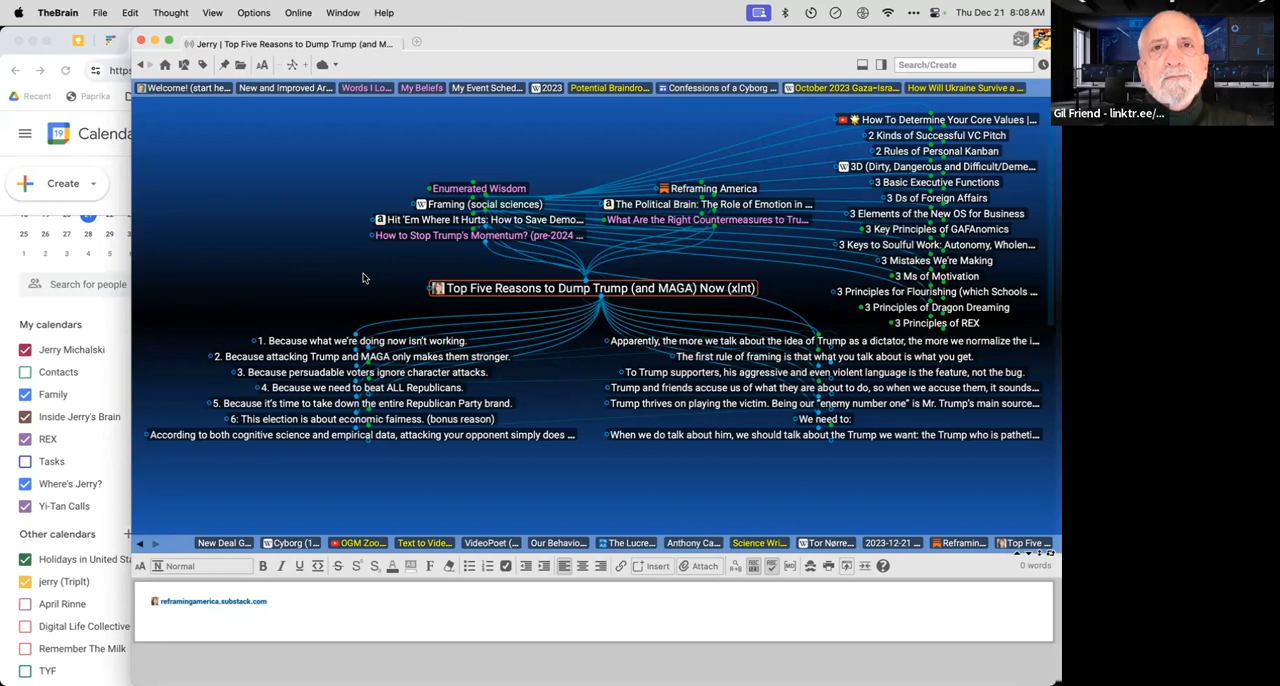 TheBrain File Edit Thought View Options Online Window Help Thu Dec 21 8:08 AM
Jerry | Top Five Reasons to Dump Trump (and M...
https
Search/Create
Recent Paprika
Welcome! (start he... New and Improved Ar... Words I Lo... My Beliefs My Event Sched... 2023 Potential Braindro... Confessions of a Cyborg ... October 2023 Gaza–Isra... How Will Ukraine Survive a ...
Gil Friend - linktr.ee/...
19 Calenda
Create
25 26 27 28 29
1 2 3 4 5
Search for people
My calendars
Jerry Michalski
Contacts
Family
Inside Jerry's Brain
REX
Tasks
Where's Jerry?
Yi-Tan Calls
Other calendars
Holidays in United Sta
jerry (TripIt)
April Rinne
Digital Life Collective
Remember The Milk
TYF
Enumerated Wisdom
Framing (social sciences)
Hit 'Em Where It Hurts: How to Save Demo...
How to Stop Trump's Momentum? (pre-2024 ...
Reframing America
The Political Brain: The Role of Emotion in ...
What Are the Right Countermeasures to Tru...
How To Determine Your Core Values |...
2 Kinds of Successful VC Pitch
2 Rules of Personal Kanban
3D (Dirty, Dangerous and Difficult/Deme...
3 Basic Executive Functions
3 Ds of Foreign Affairs
3 Elements of the New OS for Business
3 Key Principles of GAFAnomics
3 Keys to Soulful Work: Autonomy, Wholen...
3 Mistakes We're Making
3 Ms of Motivation
3 Principles for Flourishing (which Schools ...
3 Principles of Dragon Dreaming
3 Principles of REX
Top Five Reasons to Dump Trump (and MAGA) Now (xlnt)
1. Because what we're doing now isn't working.
2. Because attacking Trump and MAGA only makes them stronger.
3. Because persuadable voters ignore character attacks.
4. Because we need to beat ALL Republicans.
5. Because it's time to take down the entire Republican Party brand.
6: This election is about economic fairness. (bonus reason)
According to both cognitive science and empirical data, attacking your opponent simply does ...
Apparently, the more we talk about the idea of Trump as a dictator, the more we normalize the i...
The first rule of framing is that what you talk about is what you get.
To Trump supporters, his aggressive and even violent language is the feature, not the bug.
Trump and friends accuse us of what they are about to do, so when we accuse them, it sounds...
Trump thrives on playing the victim. Being our "enemy number one" is Mr. Trump's main source...
We need to:
When we do talk about him, we should talk about the Trump we want: the Trump who is patheti...
New Deal G... Cyborg (1... OGM Zoo... Text to Vide... VideoPoet (... Our Behavio... The Lucre... Anthony Ca... Science Wri... Tor Nørre... 2023-12-21 ... Reframin... Top Five ...
Normal B I U Insert Attach 0 words
reframingamerica.substack.com